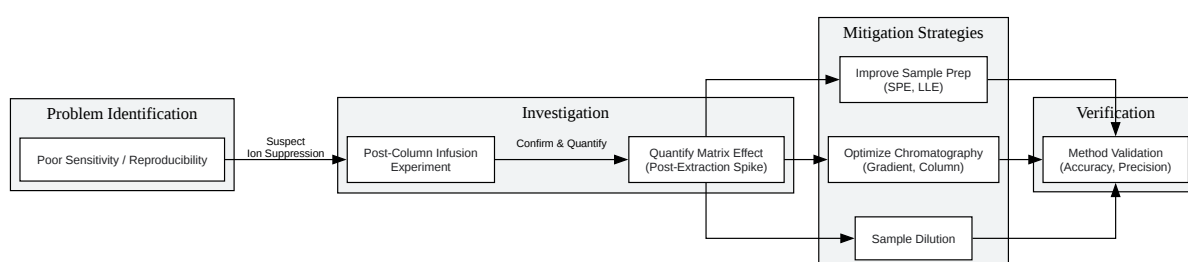 Problem Identification
Poor Sensitivity / Reproducibility
Suspect
Ion Suppression
Investigation
Post-Column Infusion
Experiment
Confirm & Quantify
Quantify Matrix Effect
(Post-Extraction Spike)
Mitigation Strategies
Improve Sample Prep
(SPE, LLE)
Optimize Chromatography
(Gradient, Column)
Sample Dilution
Verification
Method Validation
(Accuracy, Precision)